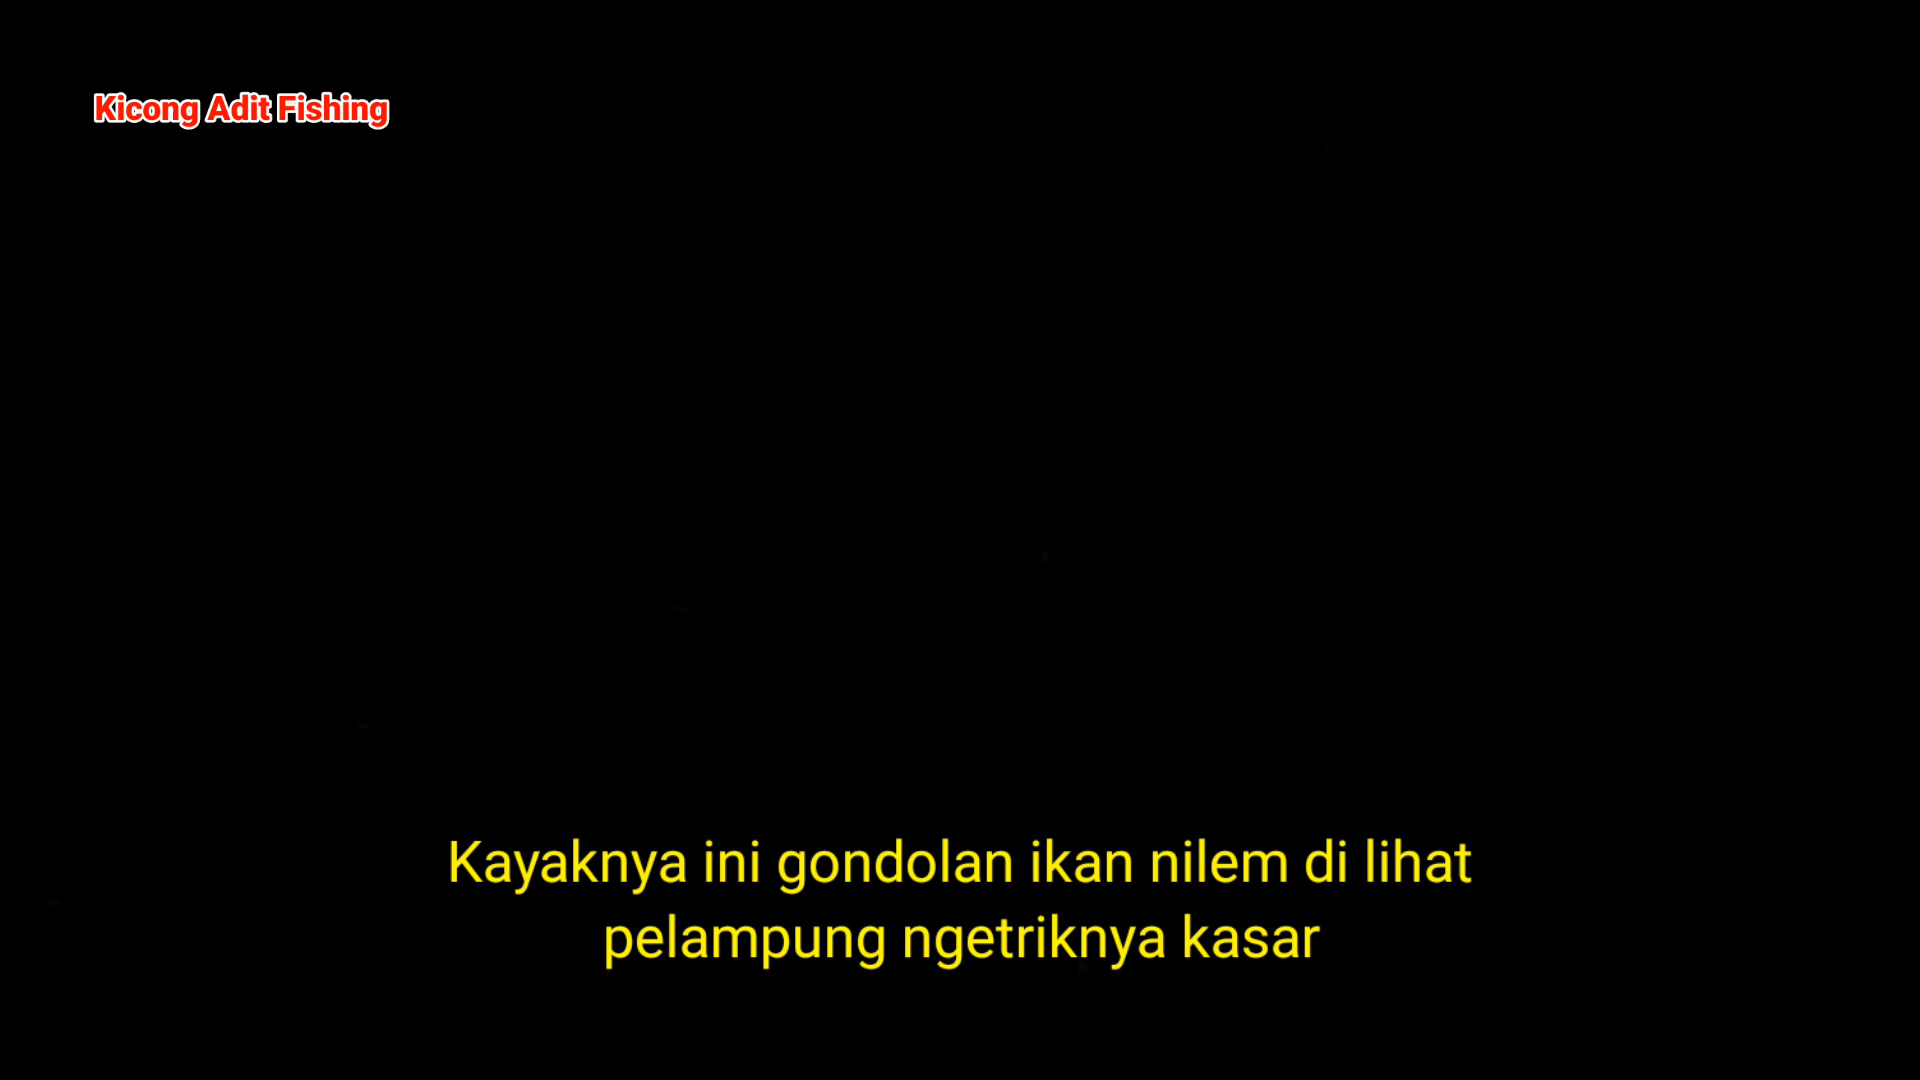 Kicong Adit Fishing
Kayaknya ini gondolan ikan nilem di lihat
pelampung ngetriknya kasar